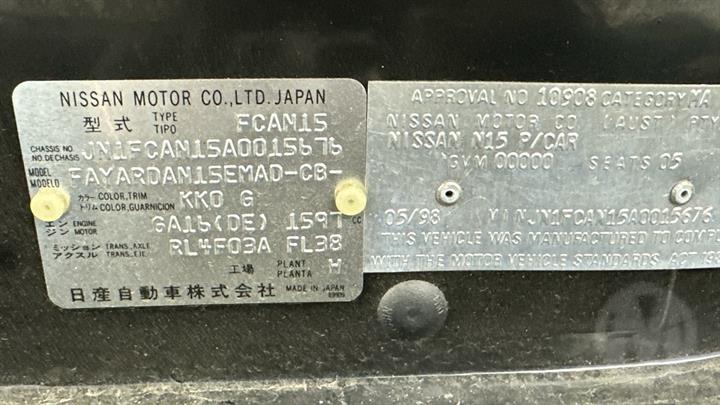 NISSAN MOTOR CO.,LTD. JAPAN
型式 TYPE TIPO FCAN15
CHASSIS NO. NO.DE CHASIS JN1FCAN15A0015676
MODEL MODELO FAYARDAN15EMAD-CB-
カラー COLOR,TRIM トリム COLOR,GUARNICION KK0 G
エンジン ENGINE MOTOR GA16(DE) 1597 CC
ミッション アクスル TRANS,AXLE TRANS,EJE RL4F03A FL38
工場 PLANT PLANTA W
日産自動車株式会社 MADE IN JAPAN
APPROVAL NO 10908 CATEGORY MA
NISSAN MOTOR CO (AUST) PTY
NISSAN N15 P/CAR
GVM 00000 SEATS 05
05/98 VIN JN1FCAN15A0015676
THIS VEHICLE WAS MANUFACTURED TO COMP
WITH THE MOTOR VEHICLE STANDARDS ACT 19